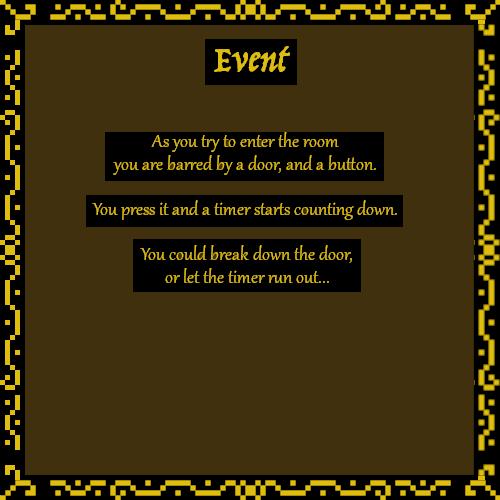 Event
As you try to enter the room
you are barred by a door, and a button.
You press it and a timer starts counting down.
You could break down the door,
or let the timer run out...